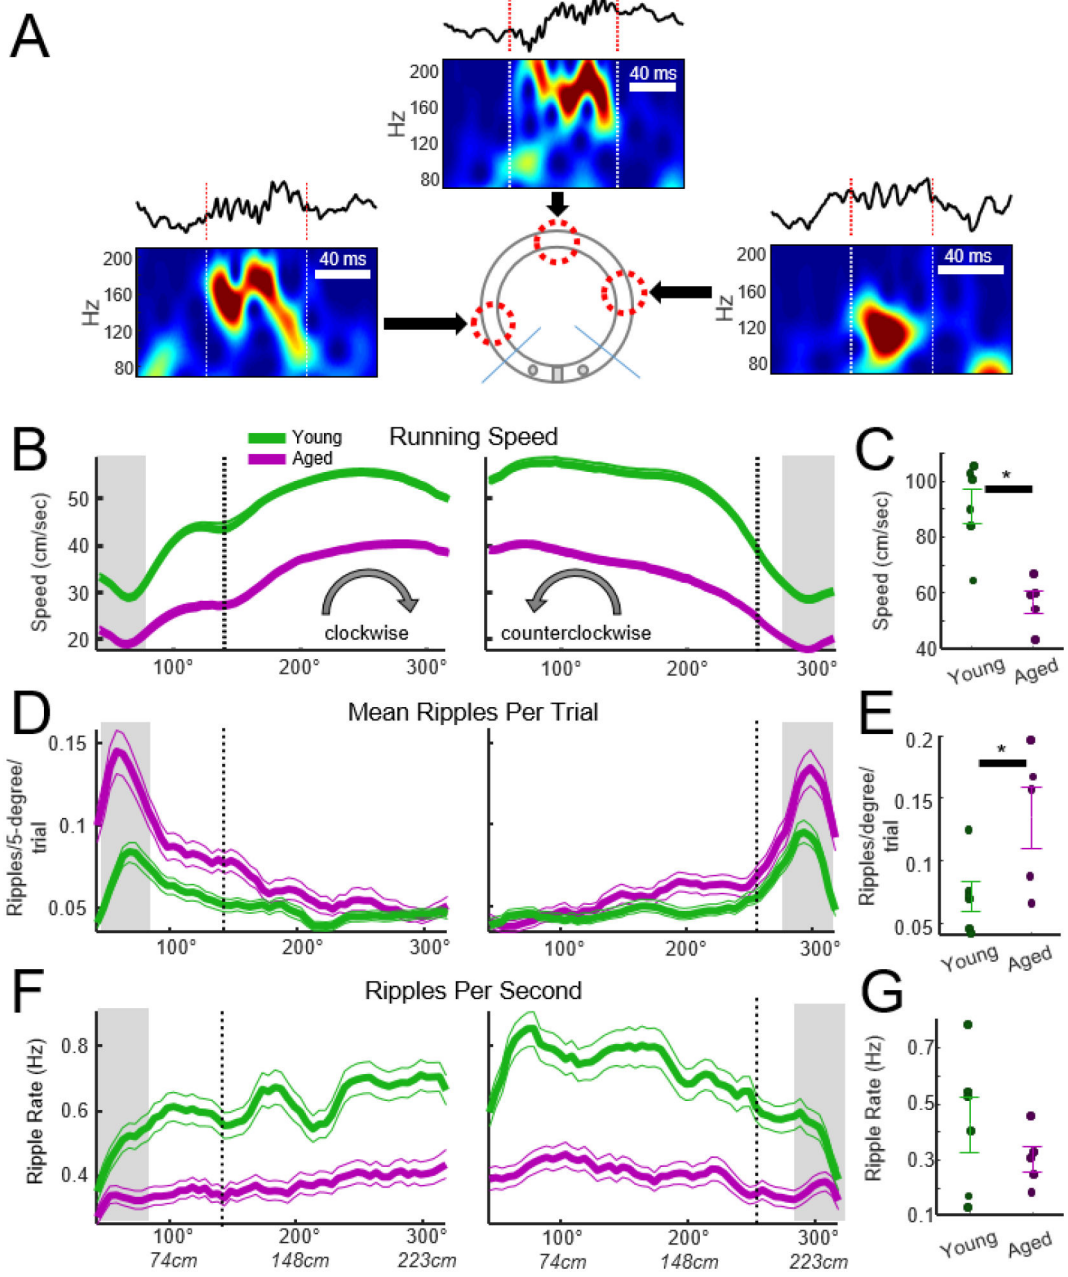 A
200
160
120
80
Hz
40 ms
200
160
120
80
Hz
40 ms
200
160
120
80
Hz
40 ms
B
Young
Aged
Running Speed
Speed (cm/sec)
50
40
30
20
clockwise
counterclockwise
100°
200°
300°
100°
200°
300°
C
Speed (cm/sec)
100
80
60
40
*
Young
Aged
D
Mean Ripples Per Trial
Ripples/5-degree/
trial
0.15
0.1
0.05
100°
200°
300°
100°
200°
300°
E
Ripples/degree/
trial
0.2
0.15
0.1
0.05
*
Young
Aged
F
Ripples Per Second
Ripple Rate (Hz)
0.8
0.6
0.4
100°
200°
300°
100°
200°
300°
74cm
148cm
223cm
74cm
148cm
223cm
G
Ripple Rate (Hz)
0.7
0.5
0.3
0.1
Young
Aged